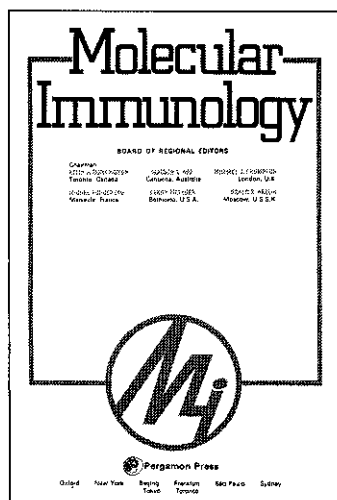 Molecular
Immunology
BOARD OF REGIONAL EDITORS
Chairman
Toronto, Canada Canberra, Australia London, U.K.
Marseille, France Bethesda, U.S.A. Moscow, U.S.S.R.
Mi
Pergamon Press
Oxford New York Beijing Frankfurt São Paulo Sydney
Tokyo Toronto